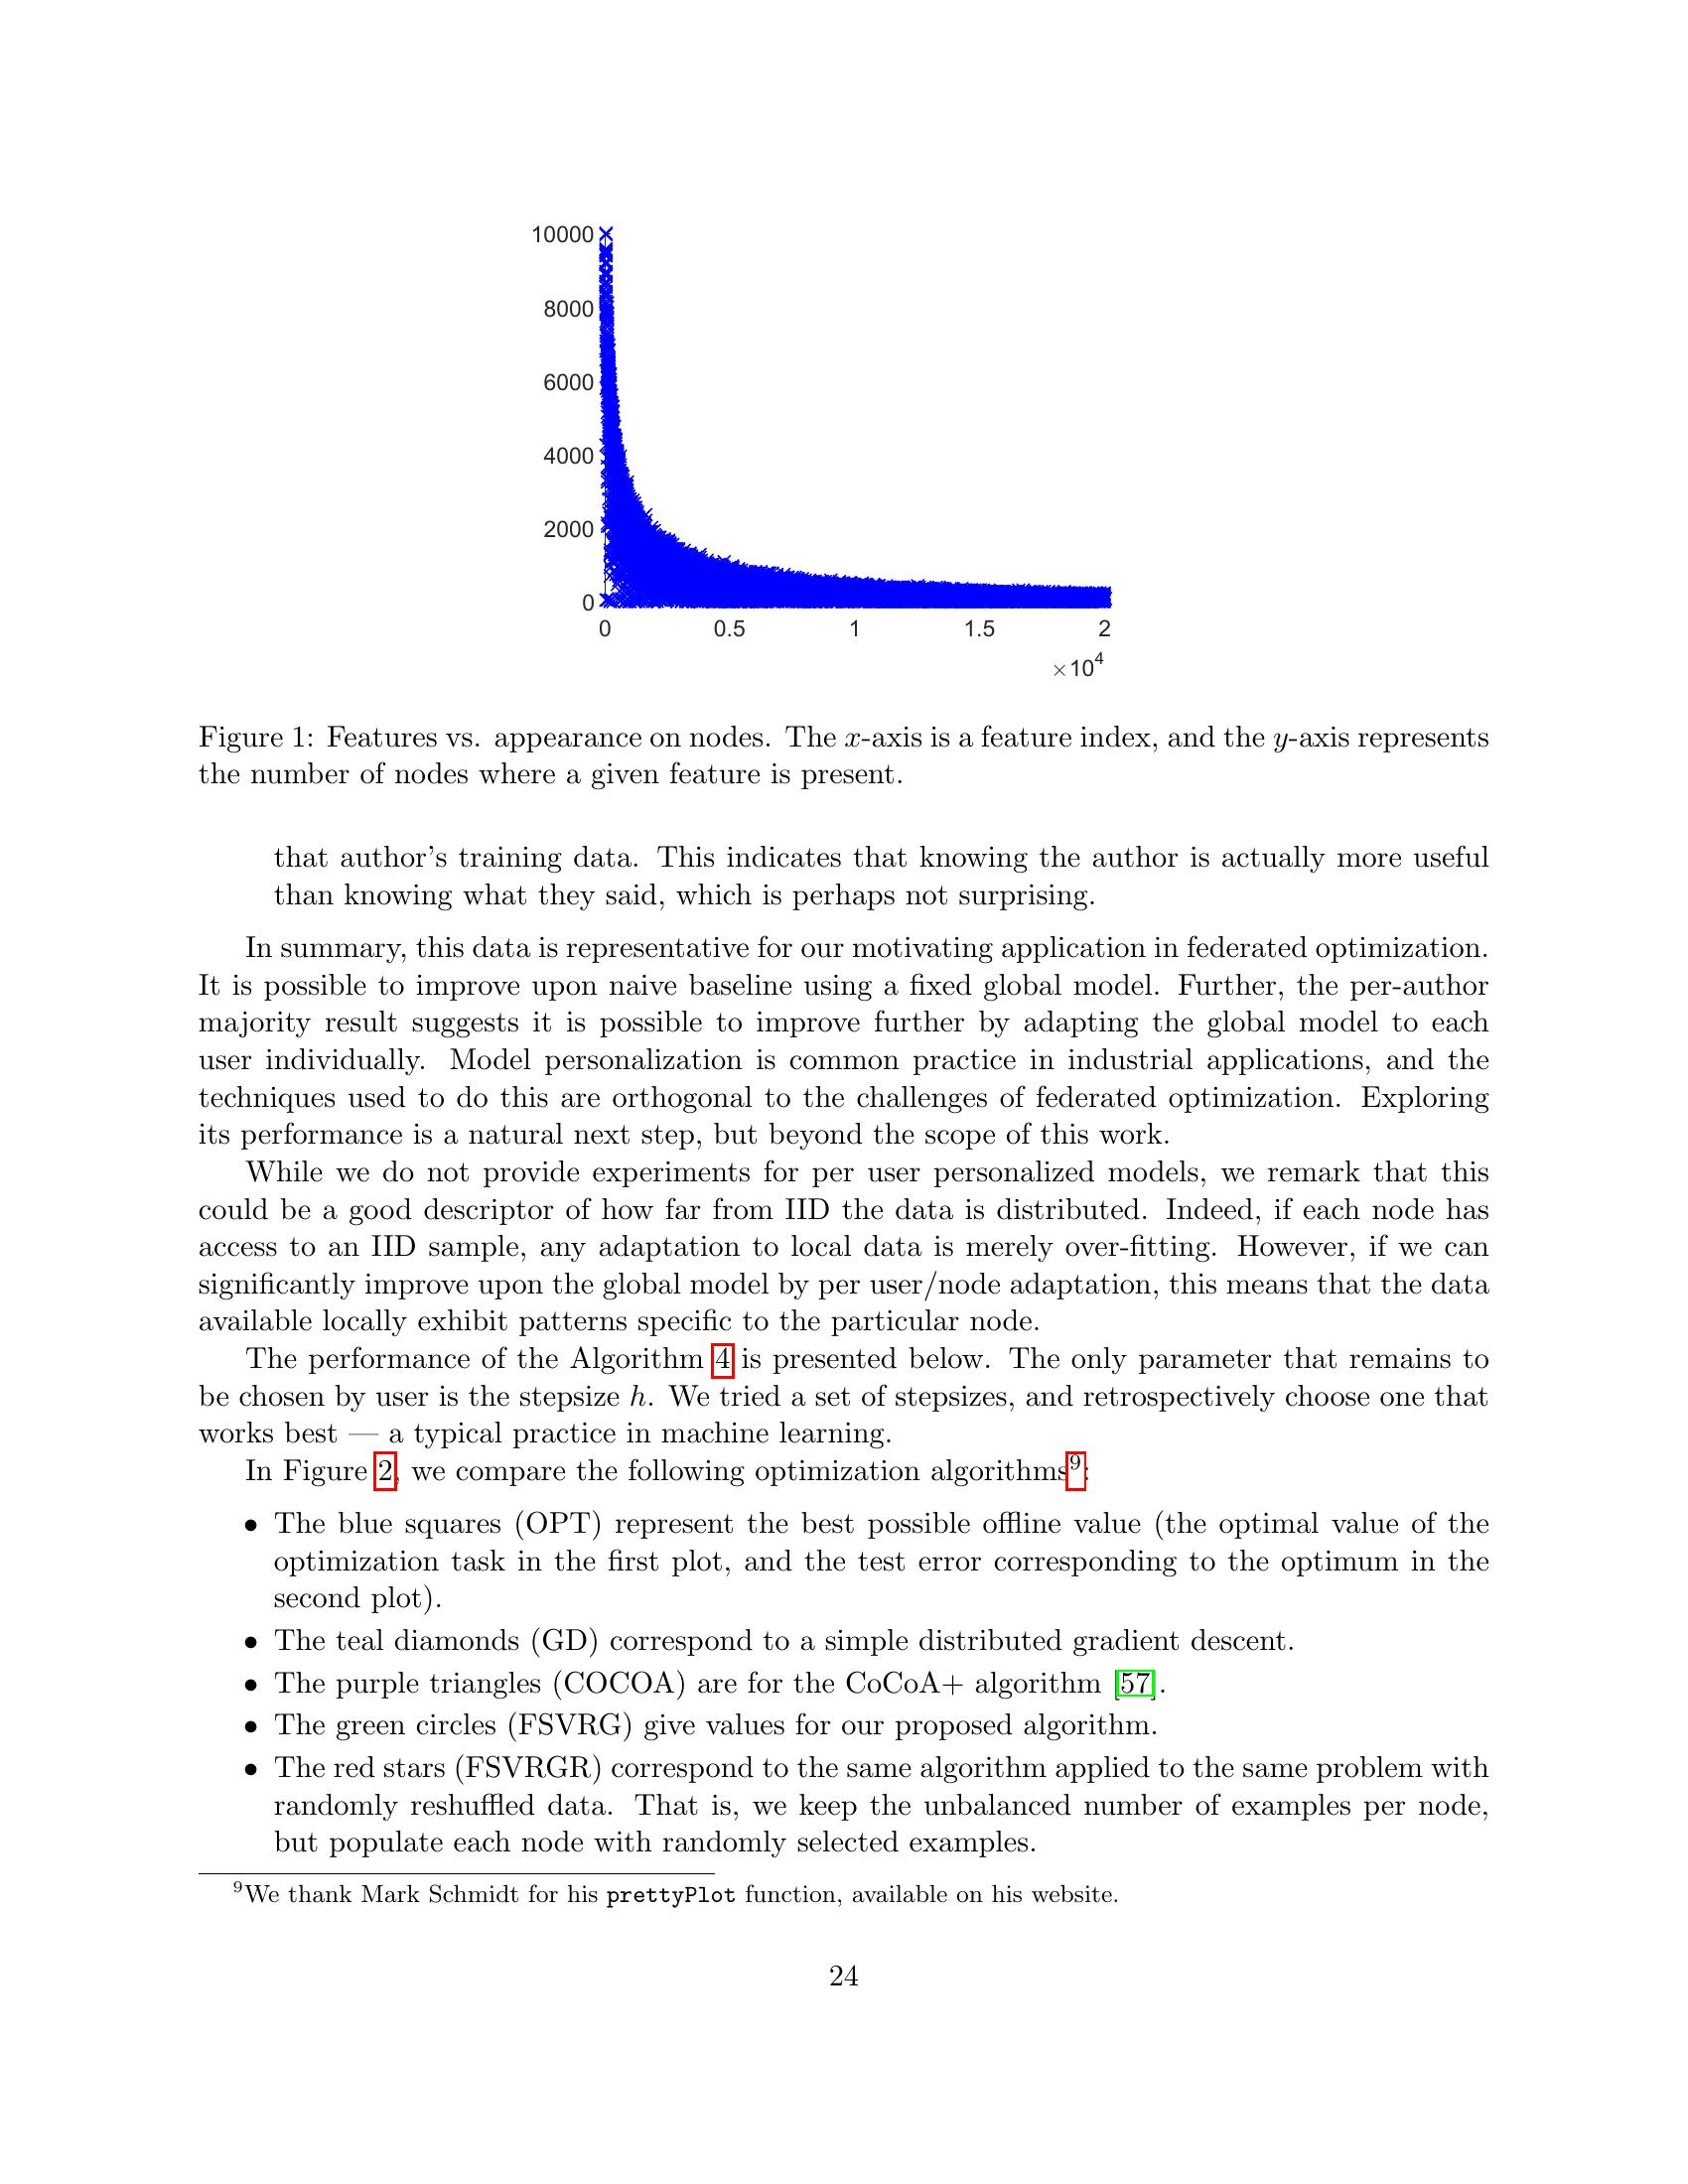 10000
8000
6000
4000
2000
0
0 0.5 1 1.5 2
×10^4
Figure 1: Features vs. appearance on nodes. The x-axis is a feature index, and the y-axis represents
the number of nodes where a given feature is present.
that author's training data. This indicates that knowing the author is actually more useful
than knowing what they said, which is perhaps not surprising.
In summary, this data is representative for our motivating application in federated optimization.
It is possible to improve upon naive baseline using a fixed global model. Further, the per-author
majority result suggests it is possible to improve further by adapting the global model to each
user individually. Model personalization is common practice in industrial applications, and the
techniques used to do this are orthogonal to the challenges of federated optimization. Exploring
its performance is a natural next step, but beyond the scope of this work.
While we do not provide experiments for per user personalized models, we remark that this
could be a good descriptor of how far from IID the data is distributed. Indeed, if each node has
access to an IID sample, any adaptation to local data is merely over-fitting. However, if we can
significantly improve upon the global model by per user/node adaptation, this means that the data
available locally exhibit patterns specific to the particular node.
The performance of the Algorithm 4 is presented below. The only parameter that remains to
be chosen by user is the stepsize h. We tried a set of stepsizes, and retrospectively choose one that
works best — a typical practice in machine learning.
In Figure 2, we compare the following optimization algorithms⁹:
• The blue squares (OPT) represent the best possible offline value (the optimal value of the
optimization task in the first plot, and the test error corresponding to the optimum in the
second plot).
• The teal diamonds (GD) correspond to a simple distributed gradient descent.
• The purple triangles (COCOA) are for the CoCoA+ algorithm [57].
• The green circles (FSVRG) give values for our proposed algorithm.
• The red stars (FSVRGR) correspond to the same algorithm applied to the same problem with
randomly reshuffled data. That is, we keep the unbalanced number of examples per node,
but populate each node with randomly selected examples.
⁹We thank Mark Schmidt for his prettyPlot function, available on his website.
24